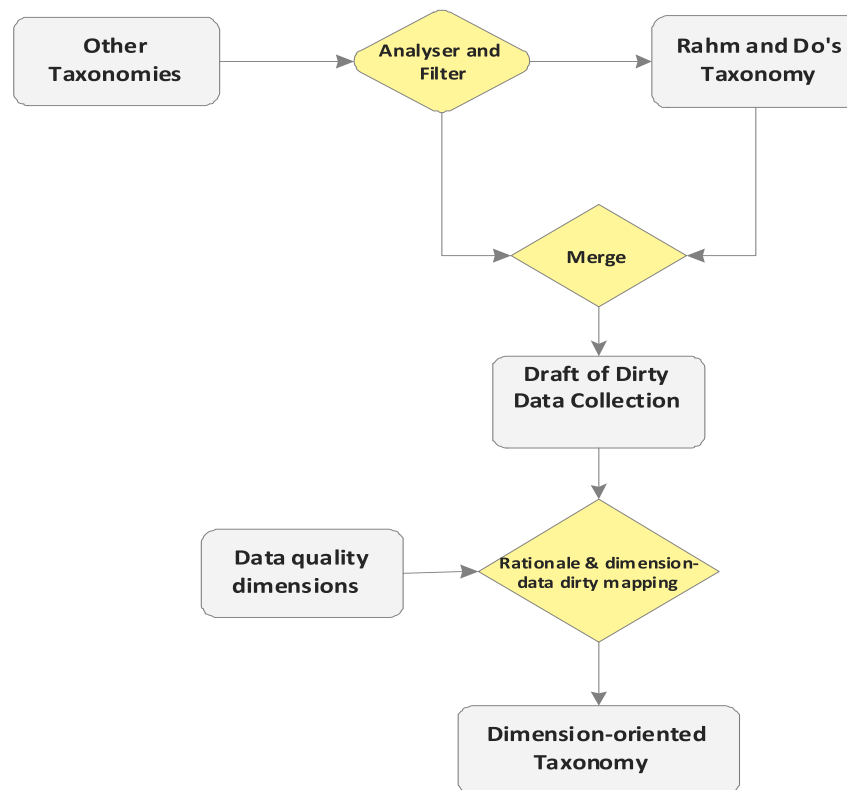 Other
Taxonomies
Analyser and
Filter
Rahm and Do's
Taxonomy
Merge
Draft of Dirty
Data Collection
Data quality
dimensions
Rationale & dimension-
data dirty mapping
Dimension-oriented
Taxonomy